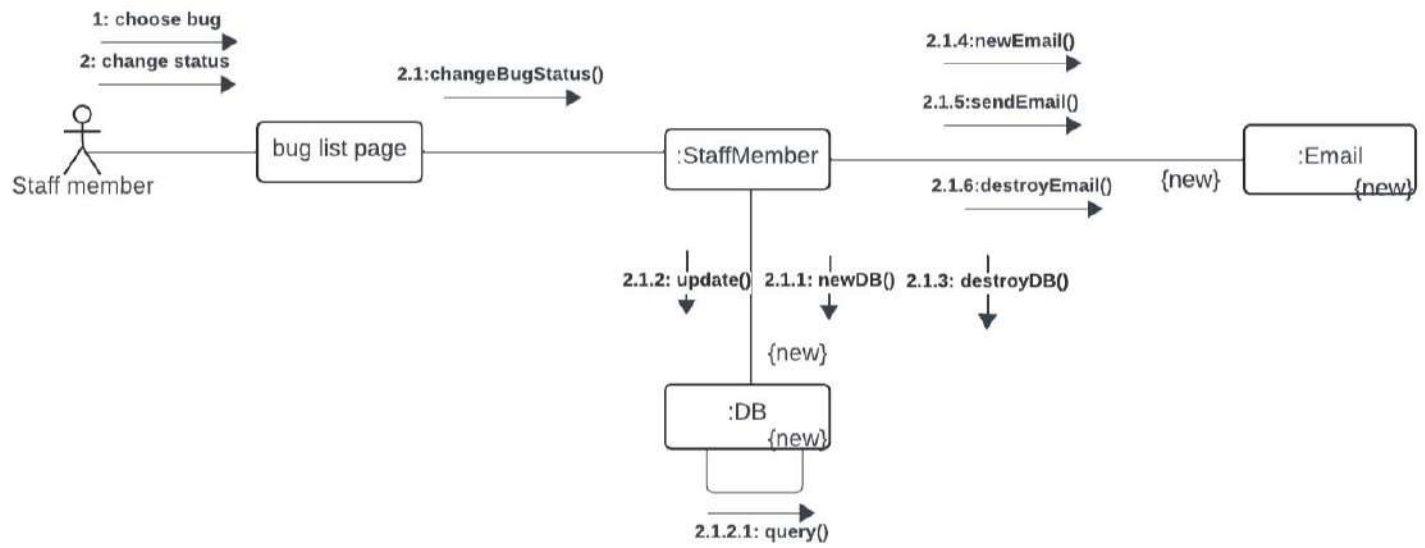 1: choose bug
2: change status
2.1:changeBugStatus()
2.1.4:newEmail()
2.1.5:sendEmail()
bug list page
:StaffMember
:Email
Staff member
2.1.6:destroyEmail()
{new}
{new}
2.1.2: update()
2.1.1: newDB()
2.1.3: destroyDB()
{new}
:DB
{new}
2.1.2.1: query()